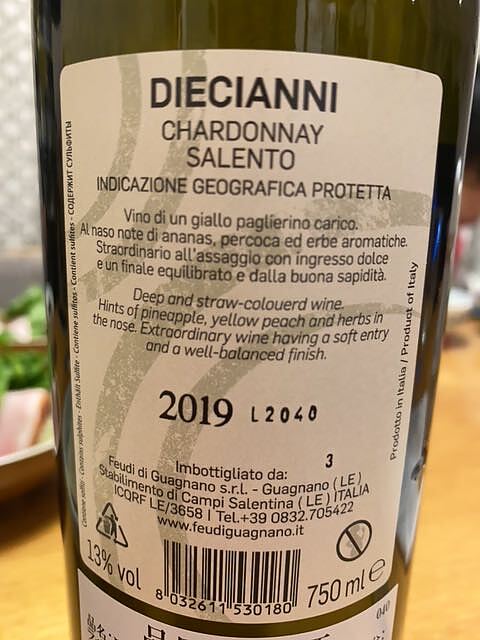 DIECIANNI
CHARDONNAY
SALENTO
INDICAZIONE GEOGRAFICA PROTETTA
Vino di un giallo paglierino carico.
Al naso note di ananas, percoca ed erbe aromatiche.
Straordinario all'assaggio con ingresso dolce
e un finale equilibrato e dalla buona sapidità.
Deep and straw-colouerd wine.
Hints of pineapple, yellow peach and herbs in
the nose. Extraordinary wine having a soft entry
and a well-balanced finish.
2019 L2040
3
Imbottigliato da:
Feudi di Guagnano s.r.l. - Guagnano ( LE )
Stabilimento di Campi Salentina ( LE ) ITALIA
ICQRF LE/3658 | Tel.+39 0832.705422
www.feudiguagnano.it
13% vol
8 032611 530180
750 ml e
Contiene solfiti - Contains sulphites - Enthält Sulfite - Contiene sulfitos - Contient sulfites - СОДЕРЖИТ СУЛЬФИТЫ
Prodotto in Italia / Product of Italy
040